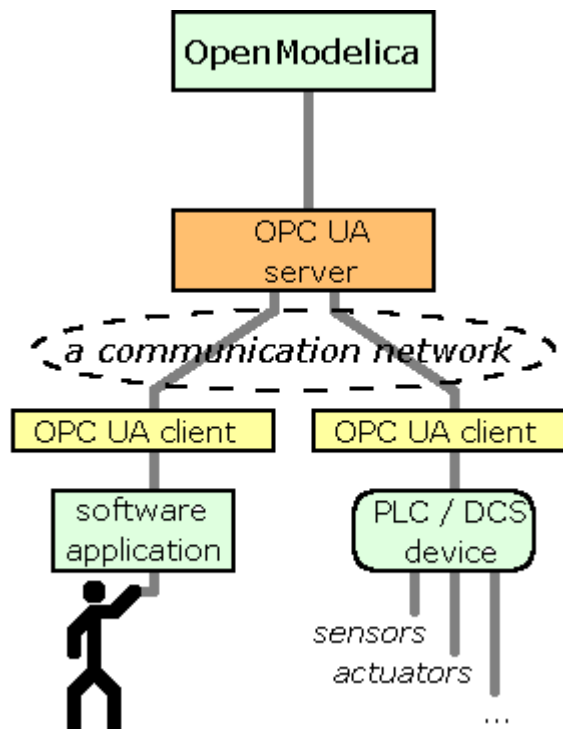 OpenModelica
OPC UA
server
a communication network
OPC UA client
OPC UA client
software
application
PLC / DCS
device
sensors
actuators
...